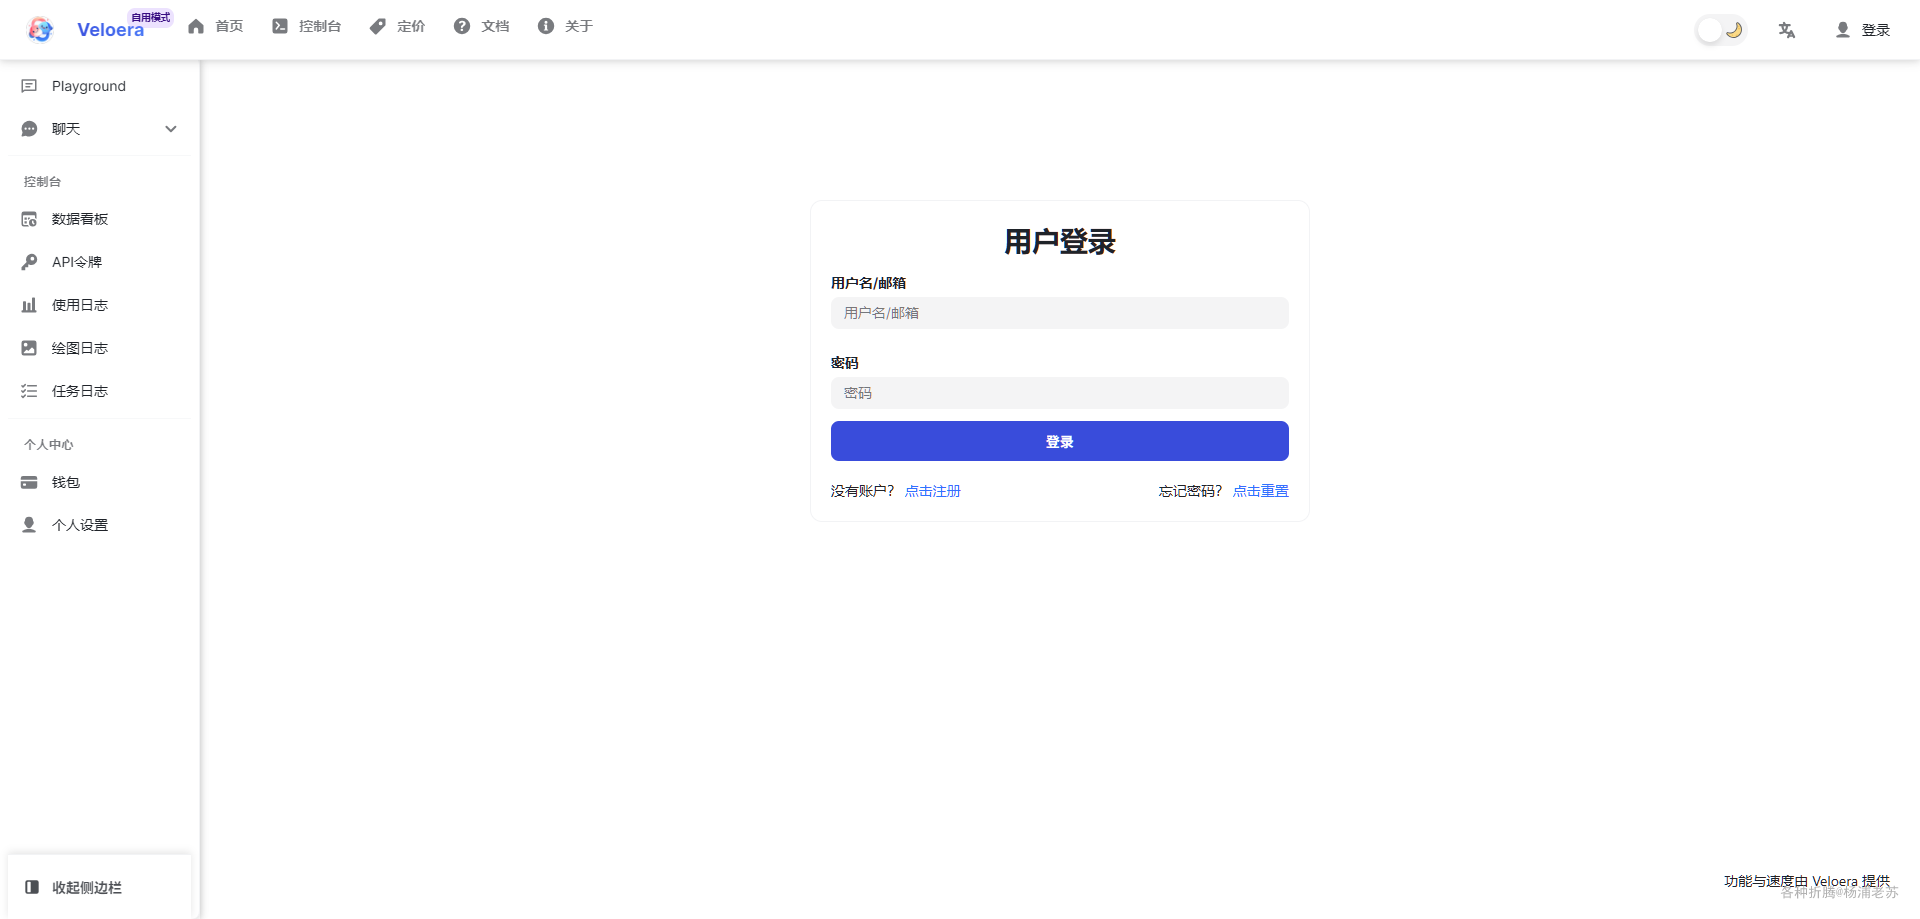 Veloera
自用模式
首页
控制台
定价
文档
关于
登录
Playground
聊天
控制台
数据看板
API令牌
使用日志
绘图日志
任务日志
个人中心
钱包
个人设置
收起侧边栏
用户登录
用户名/邮箱
用户名/邮箱
密码
密码
登录
没有账户? 点击注册
忘记密码? 点击重置
功能与速度由 Veloera 提供
各种折腾@杨浦老苏